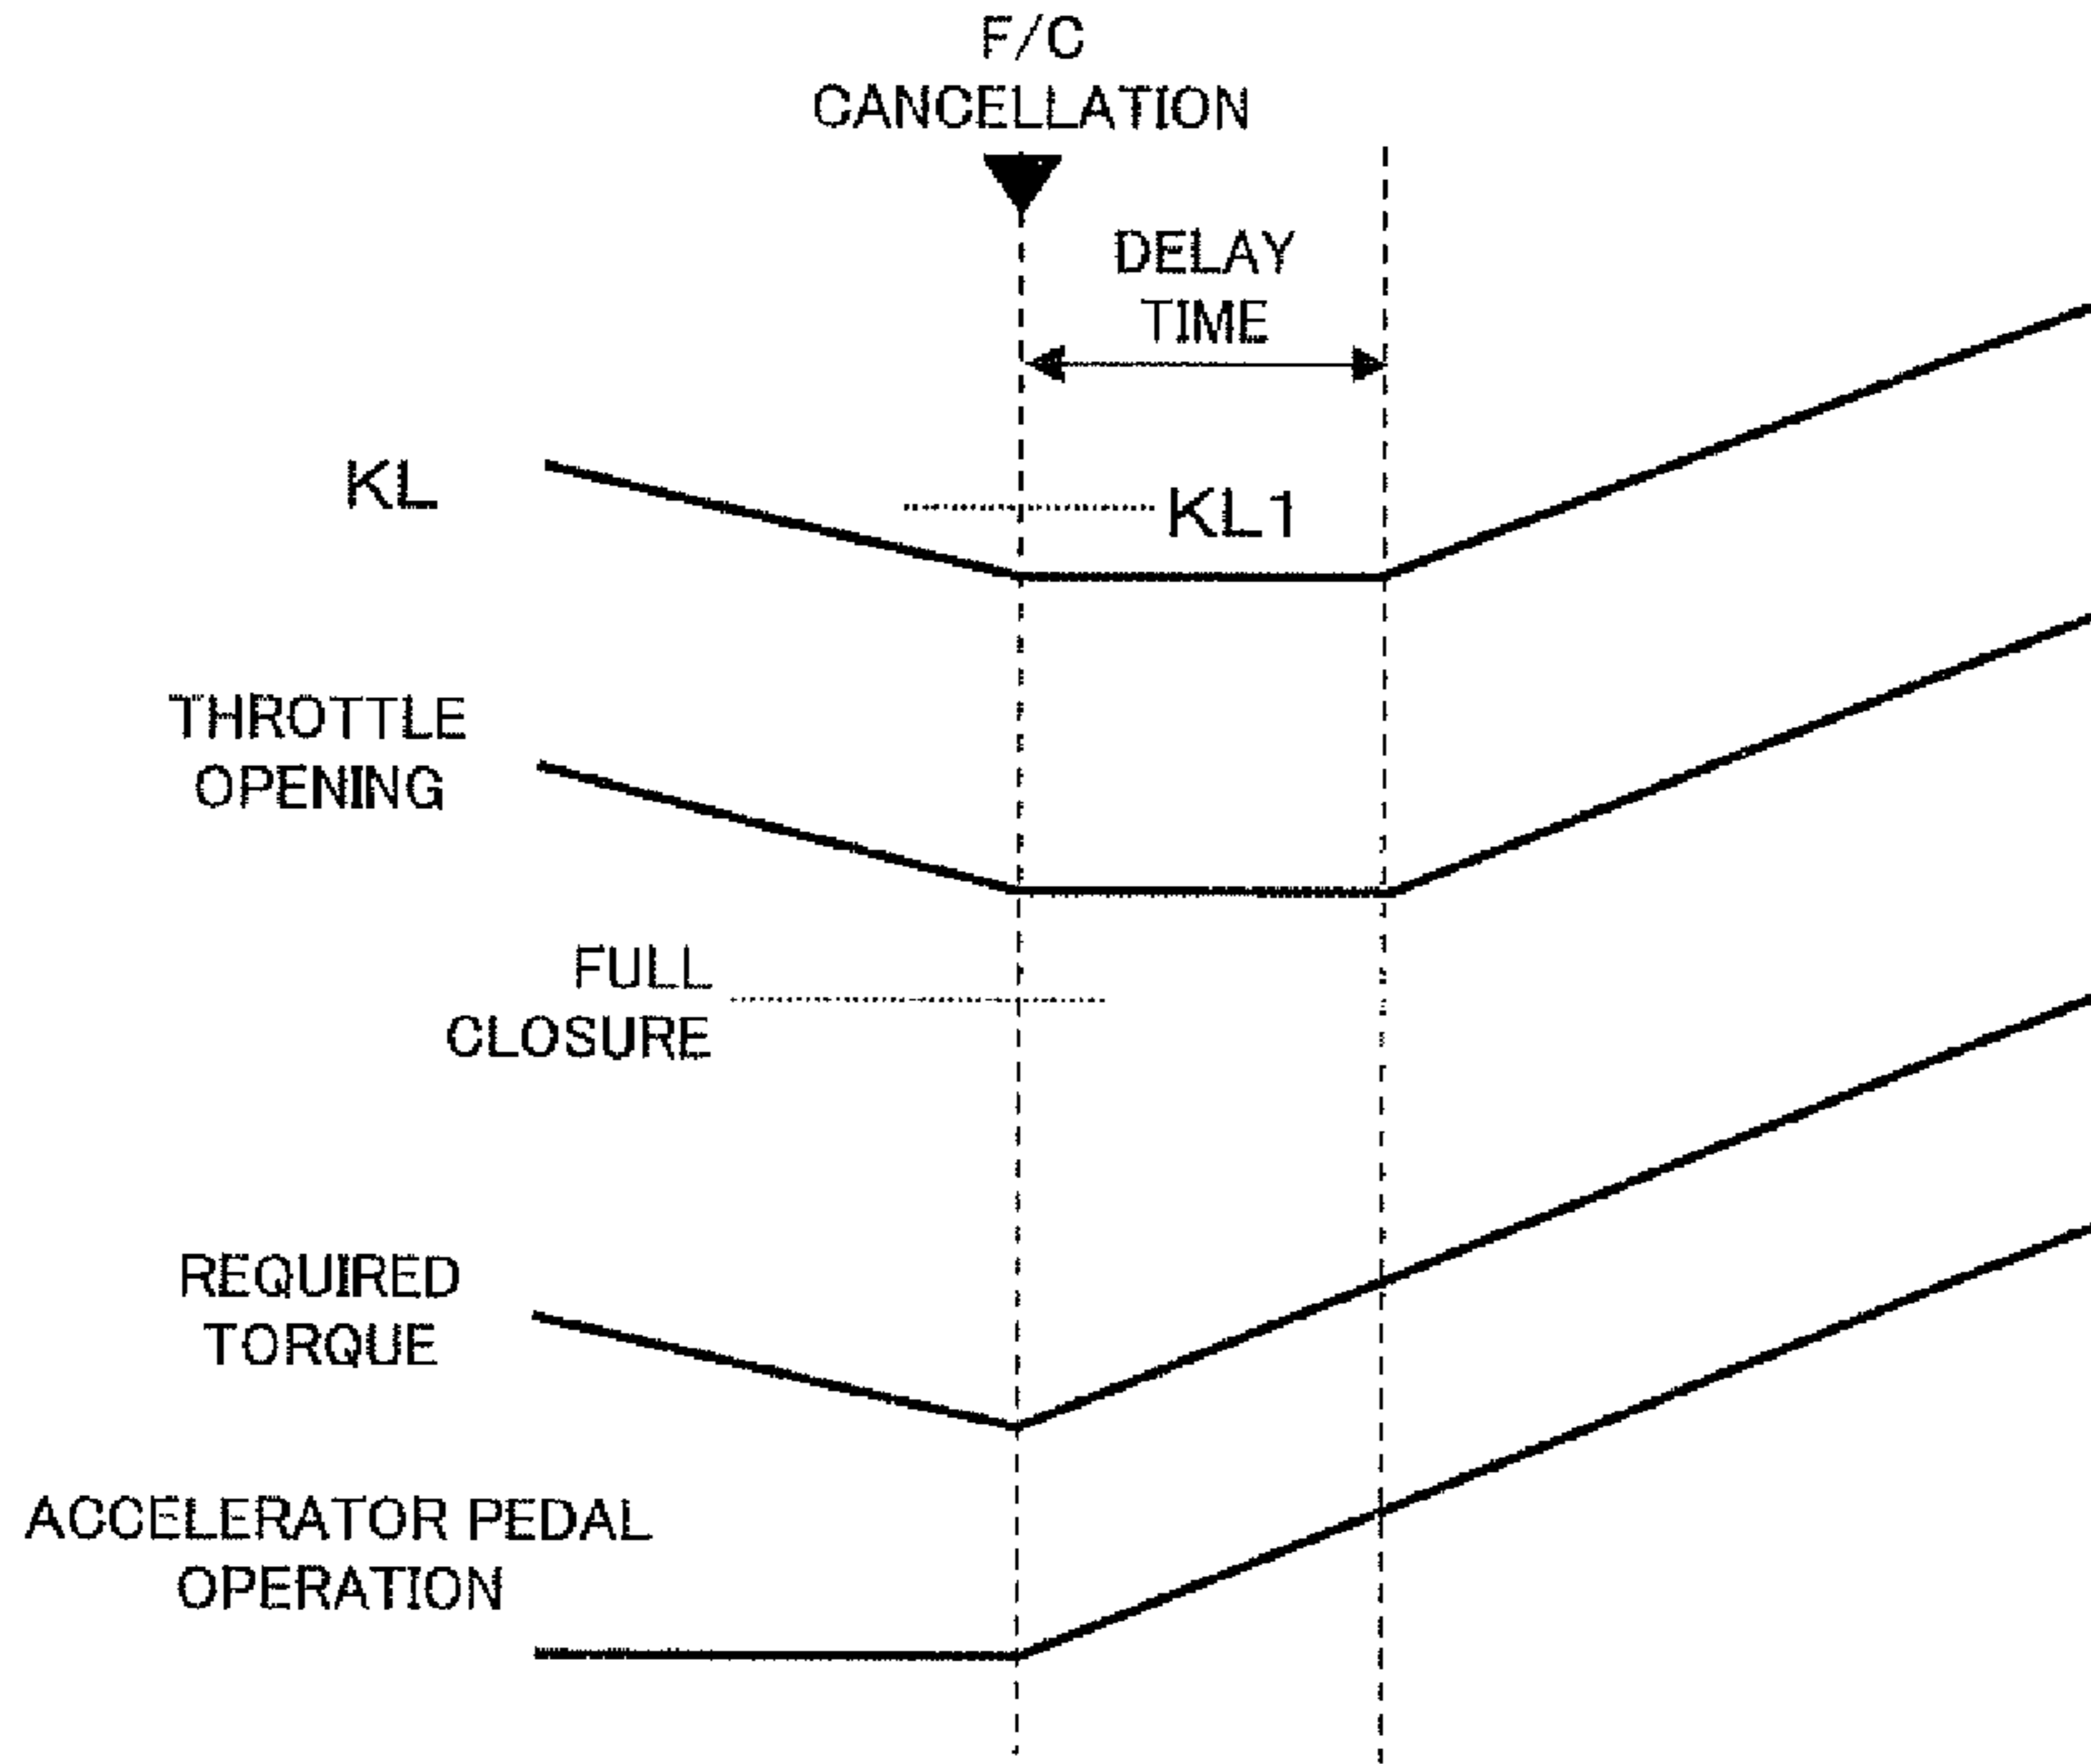 F/C
CANCELLATION
DELAY
TIME
KL
KL1
THROTTLE
OPENING
FULL
CLOSURE
REQUIRED
TORQUE
ACCELERATOR PEDAL
OPERATION